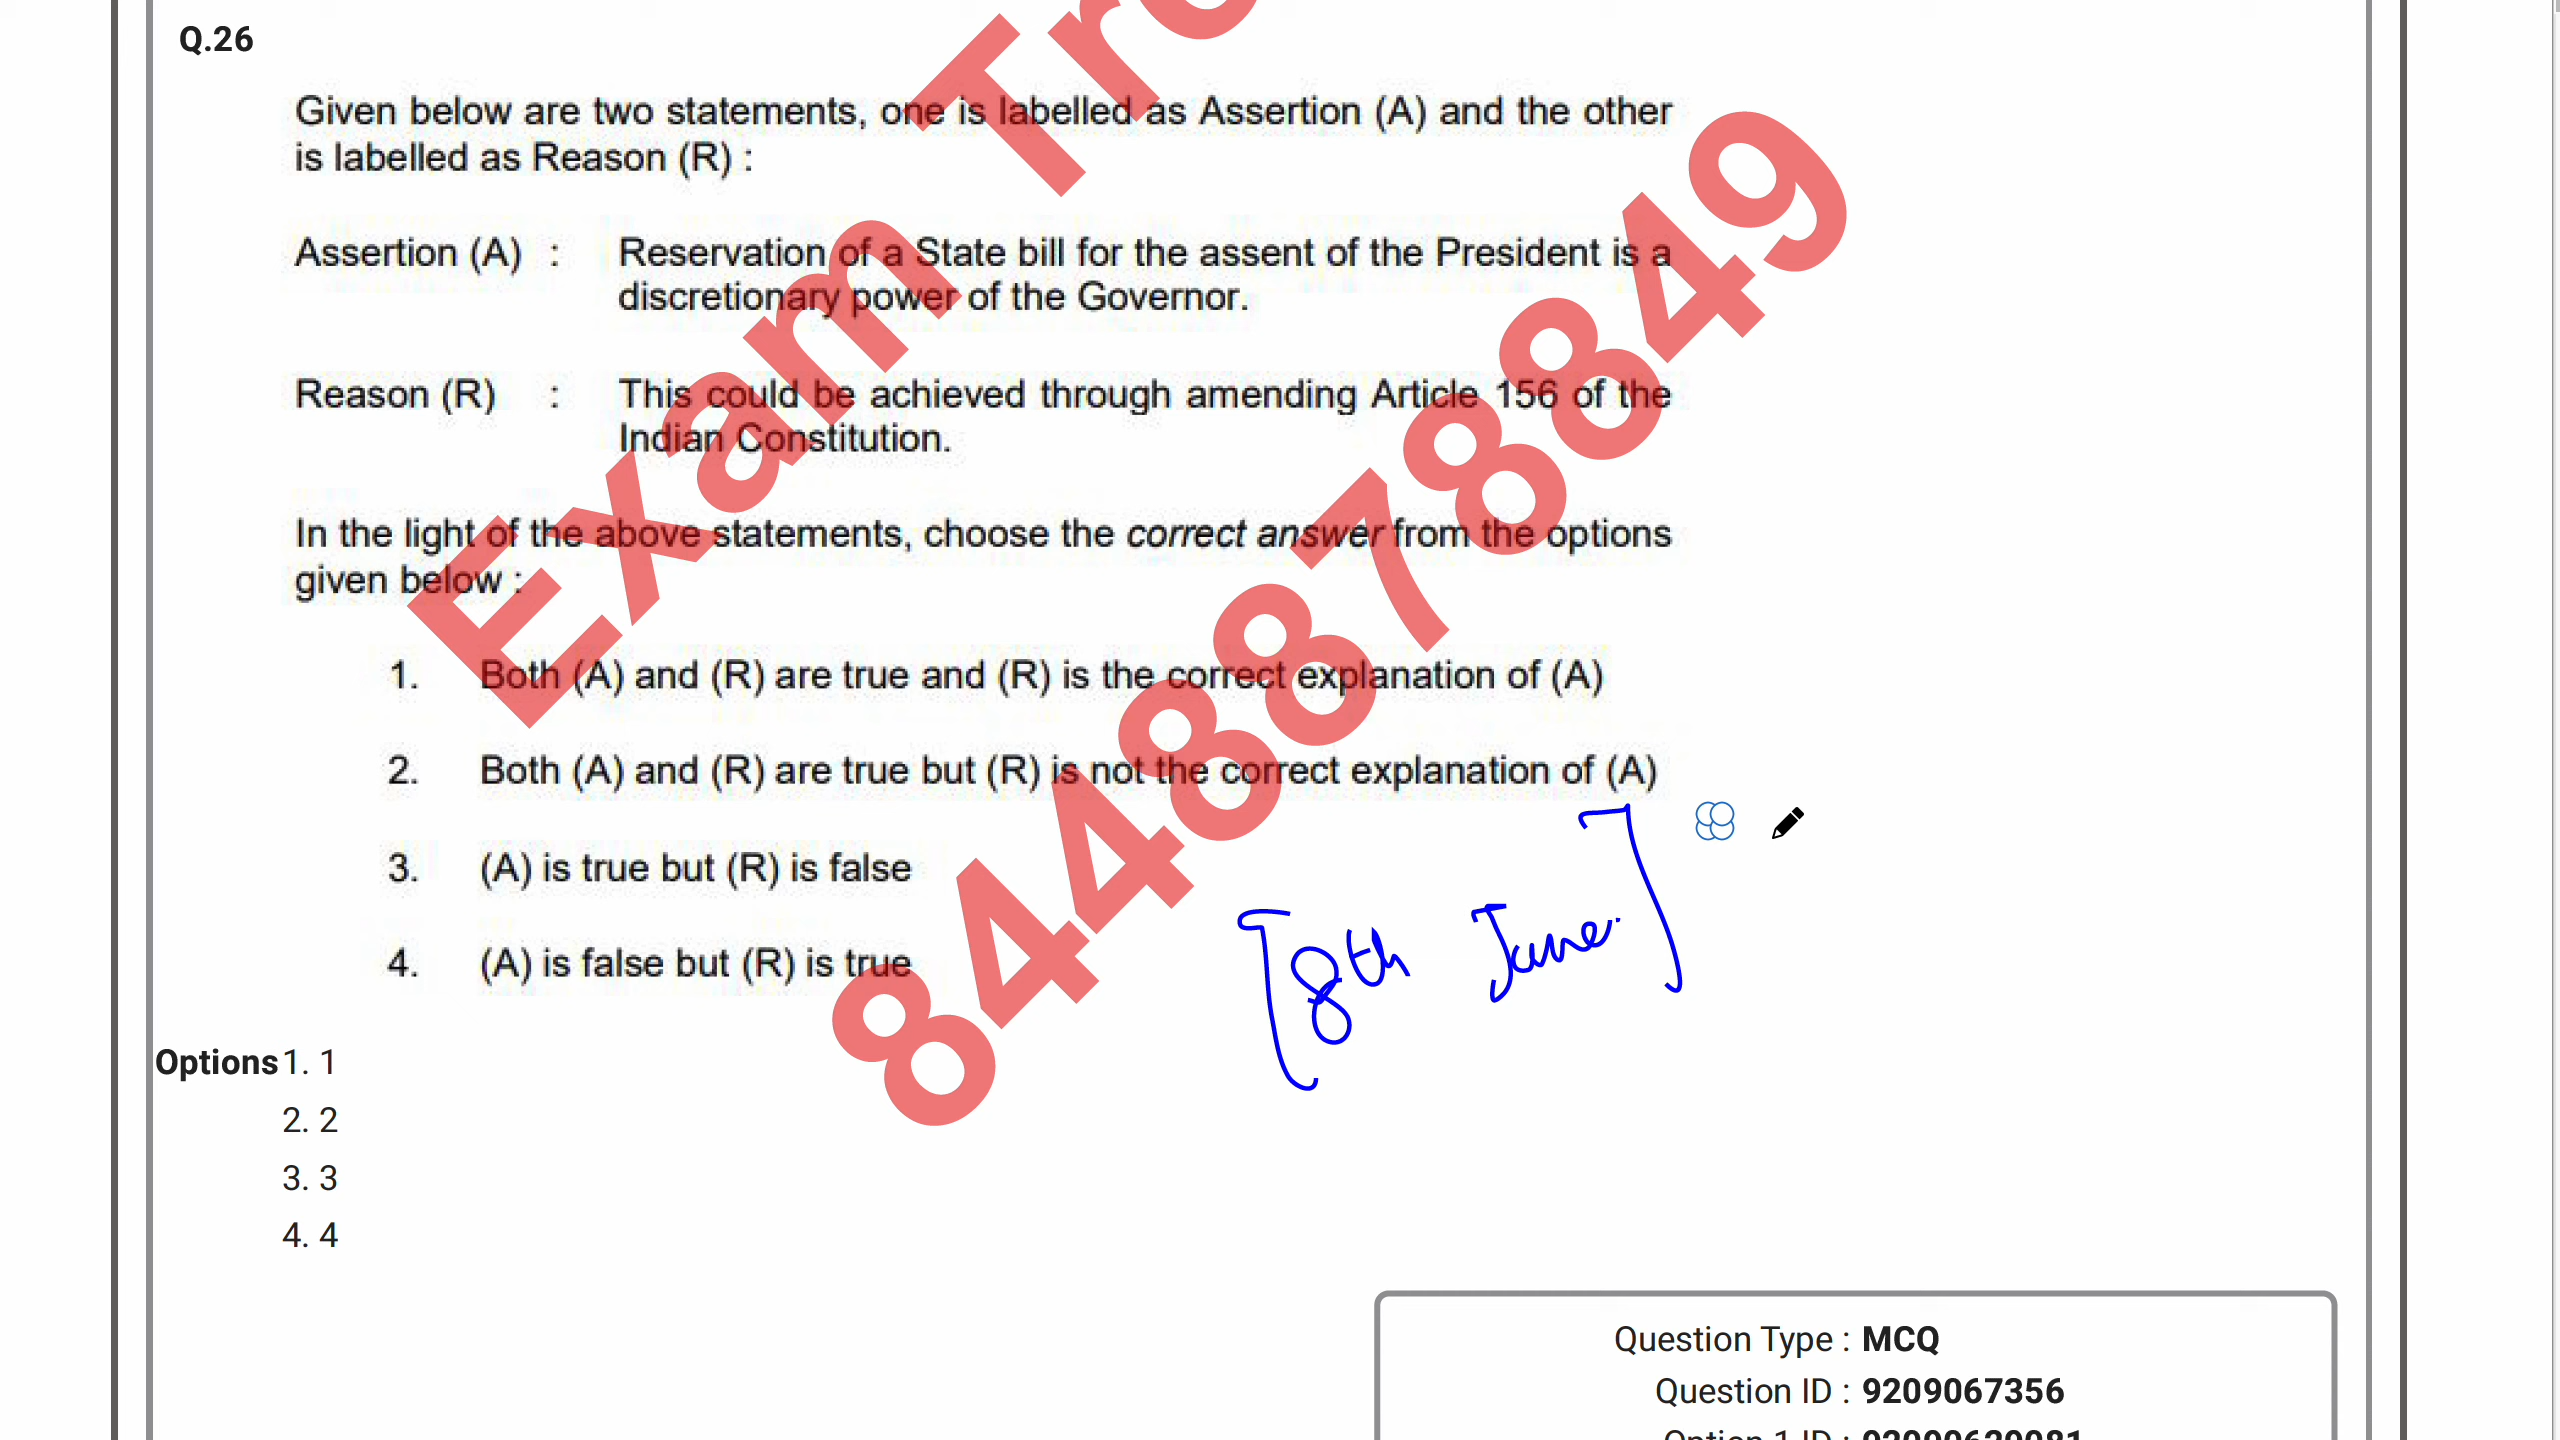 Q.26
Given below are two statements, one is labelled as Assertion (A) and the other
is labelled as Reason (R) :
Assertion (A) : Reservation of a State bill for the assent of the President is a
discretionary power of the Governor.
Reason (R) : This could be achieved through amending Article 156 of the
Indian Constitution.
In the light of the above statements, choose the correct answer from the options
given below :
1. Both (A) and (R) are true and (R) is the correct explanation of (A)
2. Both (A) and (R) are true but (R) is not the correct explanation of (A)
3. (A) is true but (R) is false
4. (A) is false but (R) is true
[8th June]
Options 1. 1
2. 2
3. 3
4. 4
Question Type : MCQ
Question ID : 9209067356
Option 1 ID :
Exam
8448878849